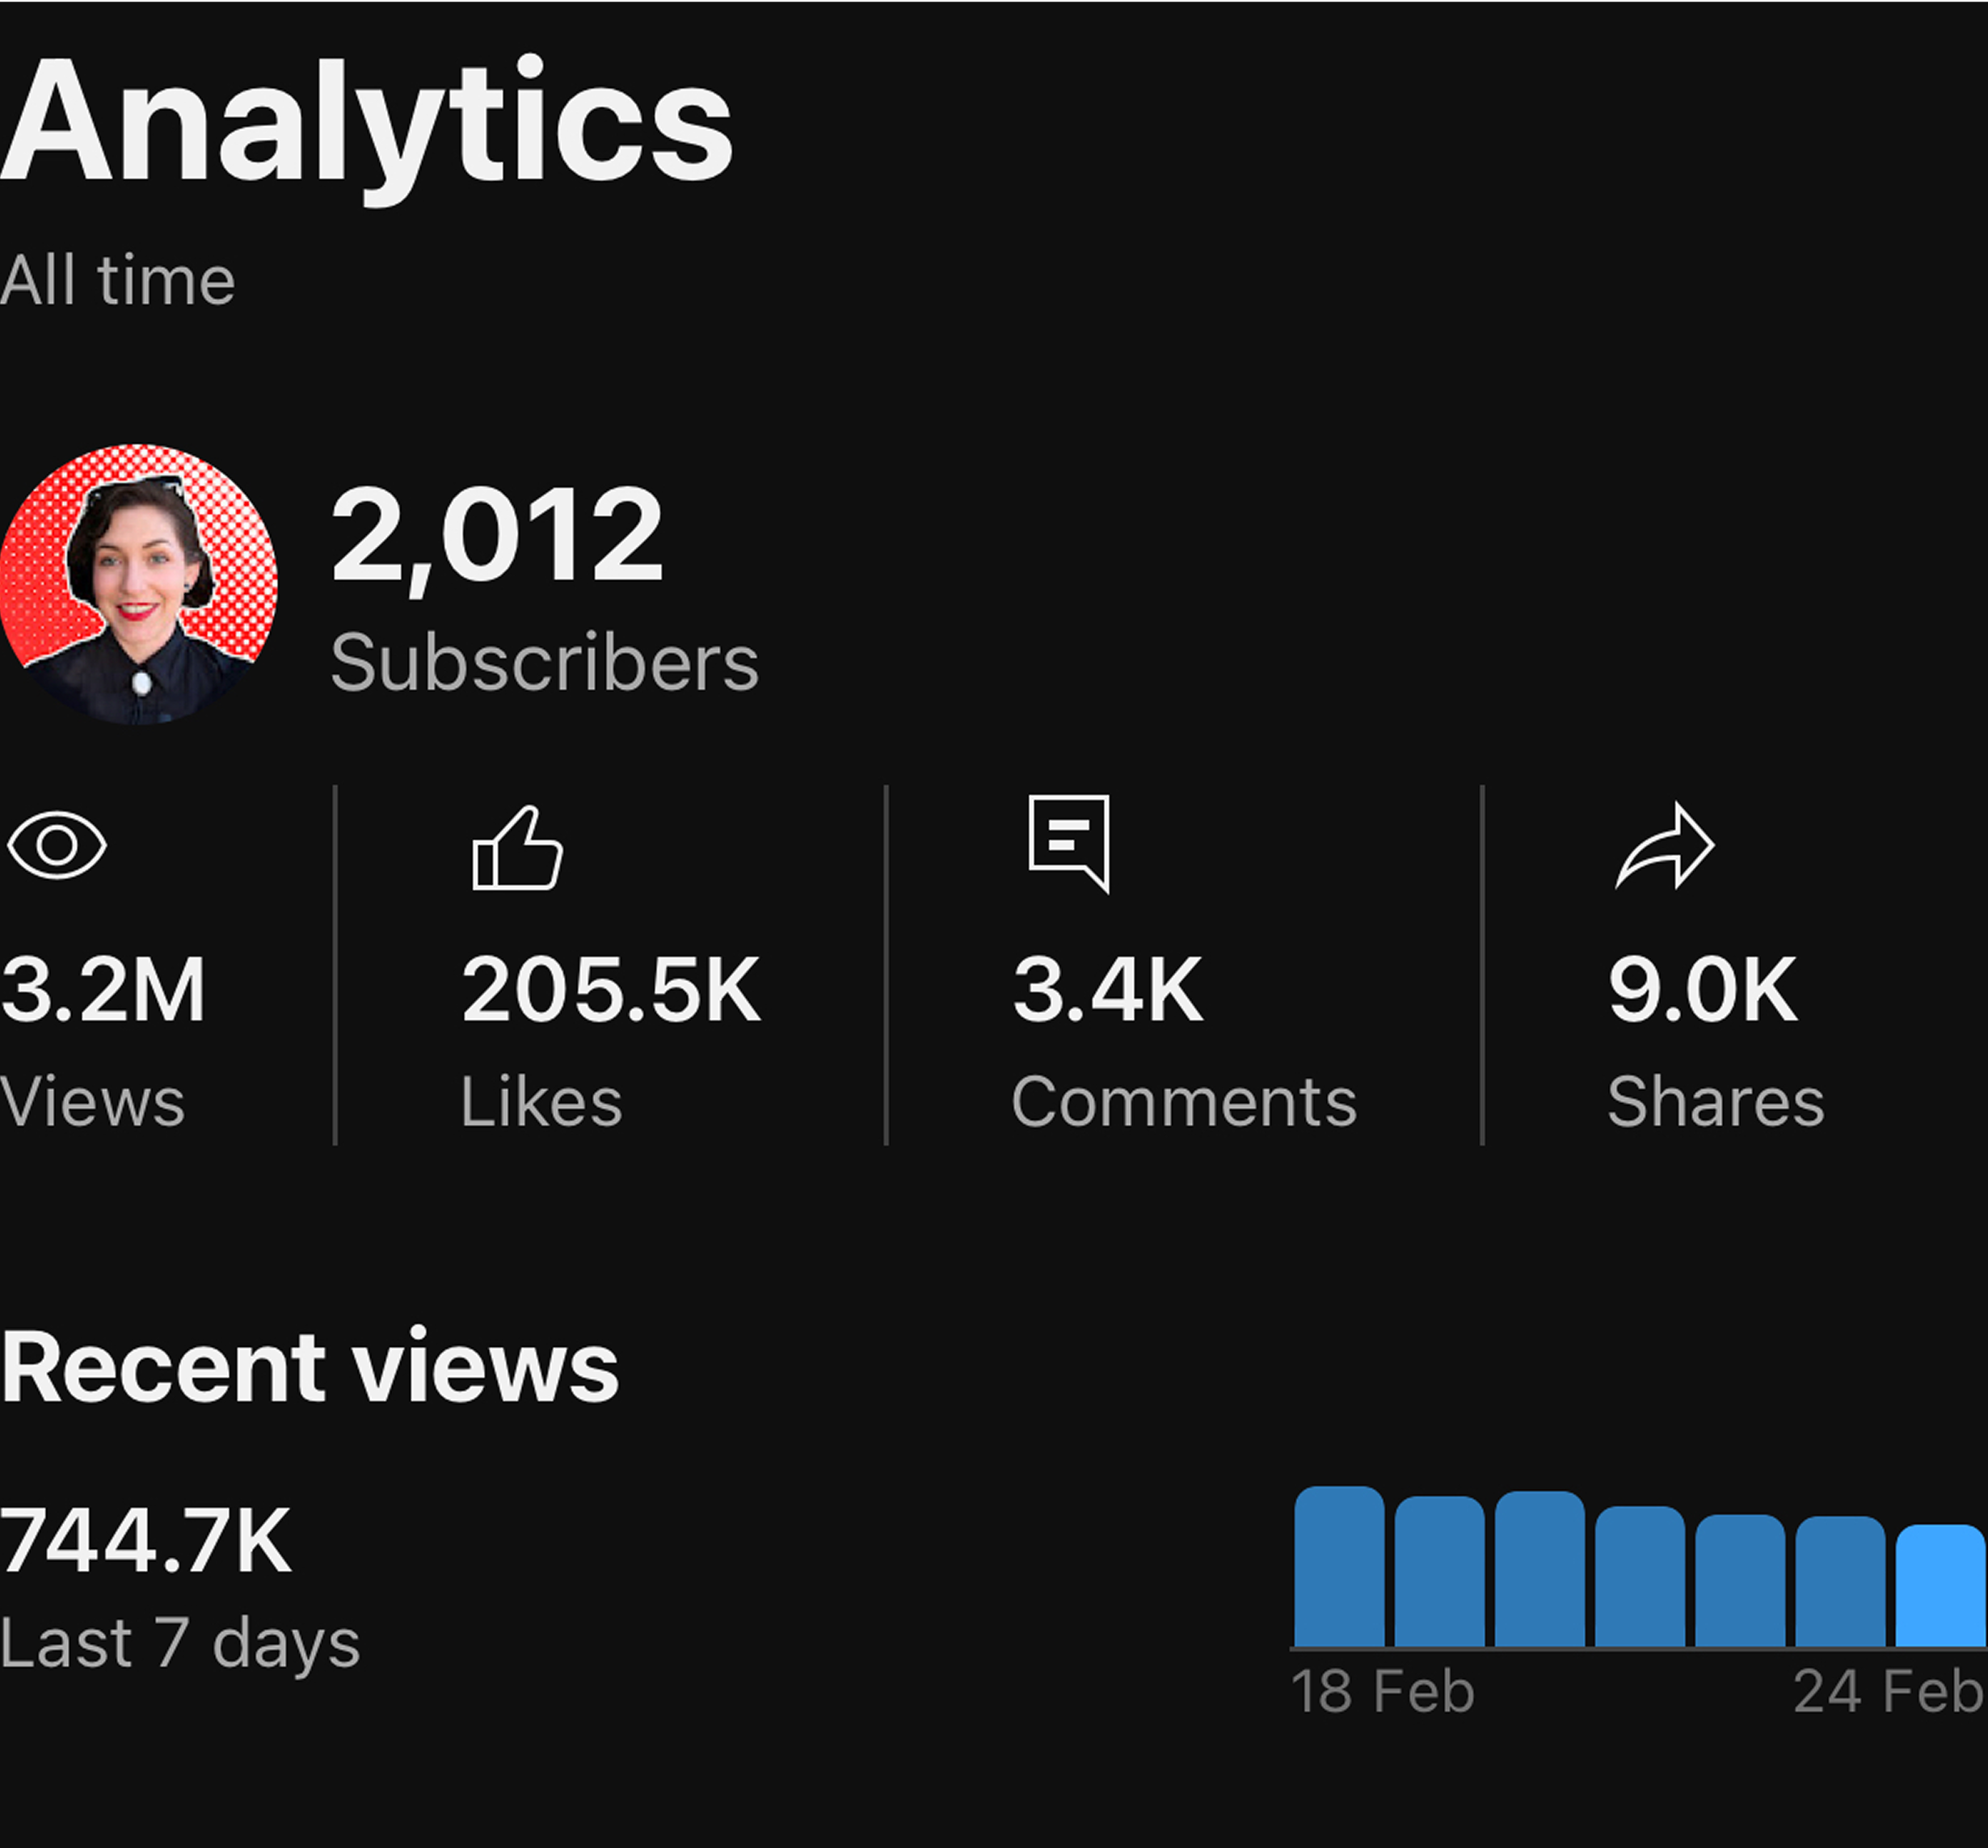 Analytics
All time
2,012
Subscribers
3.2M
Views
205.5K
Likes
3.4K
Comments
9.0K
Shares
Recent views
744.7K
Last 7 days
18 Feb
24 Feb